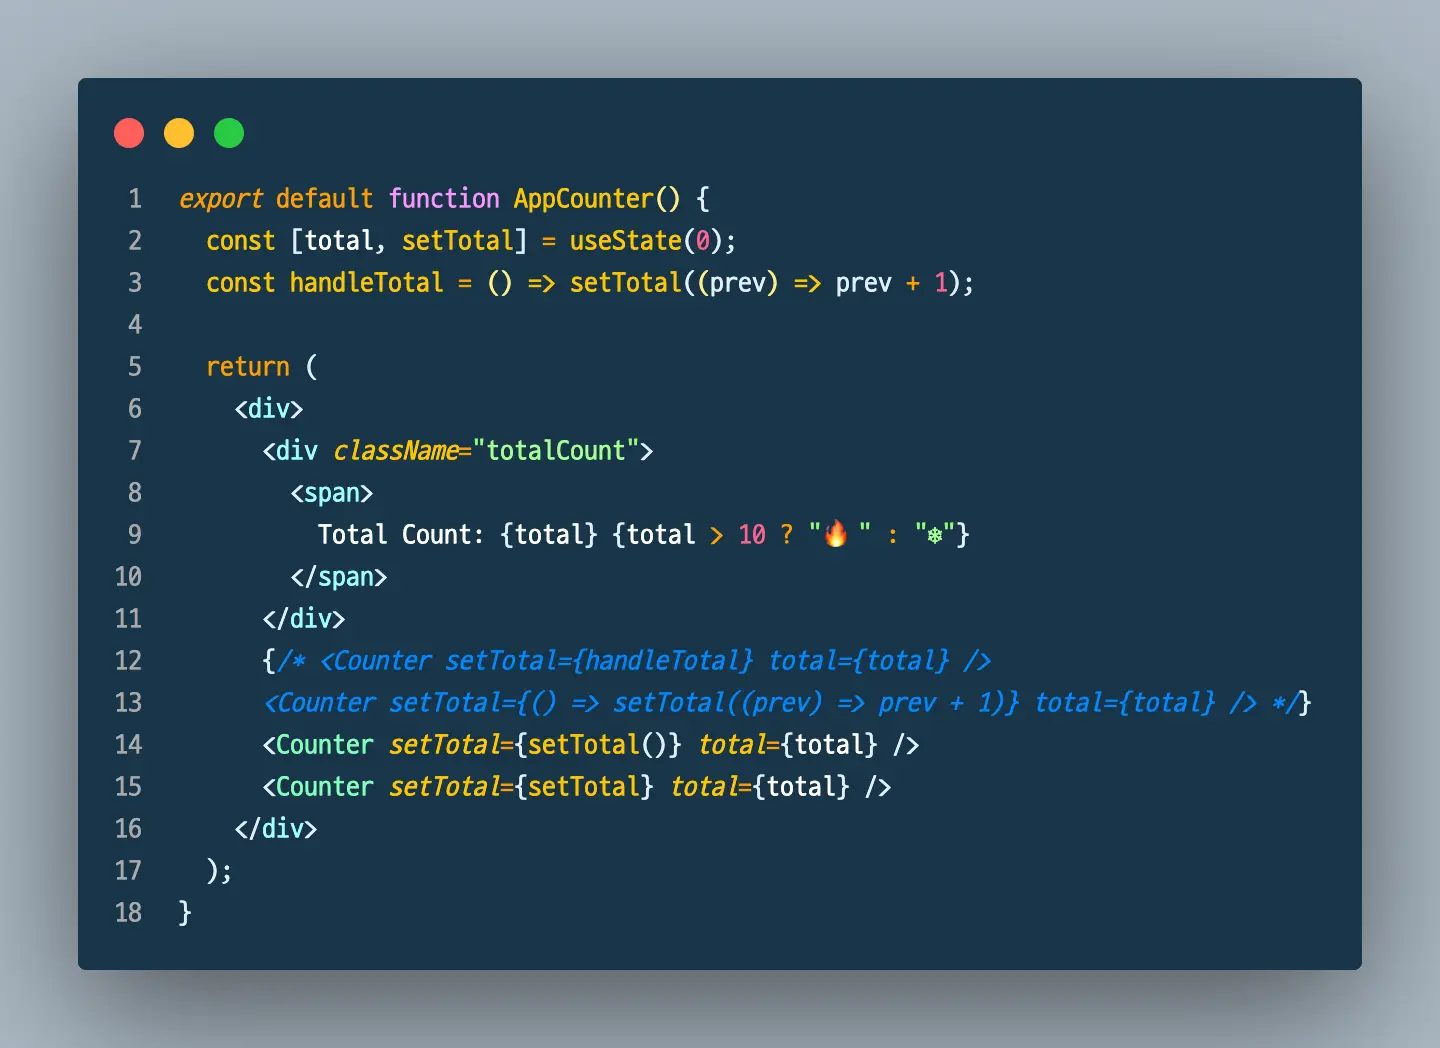 1 export default function AppCounter() {
2   const [total, setTotal] = useState(0);
3   const handleTotal = () => setTotal((prev) => prev + 1);
4
5   return (
6     <div>
7       <div className="totalCount">
8         <span>
9           Total Count: {total} {total > 10 ? "🔥 " : "❄"}
10         </span>
11       </div>
12       {/* <Counter setTotal={handleTotal} total={total} />
13       <Counter setTotal={() => setTotal((prev) => prev + 1)} total={total} /> */}
14       <Counter setTotal={setTotal()} total={total} />
15       <Counter setTotal={setTotal} total={total} />
16     </div>
17   );
18 }